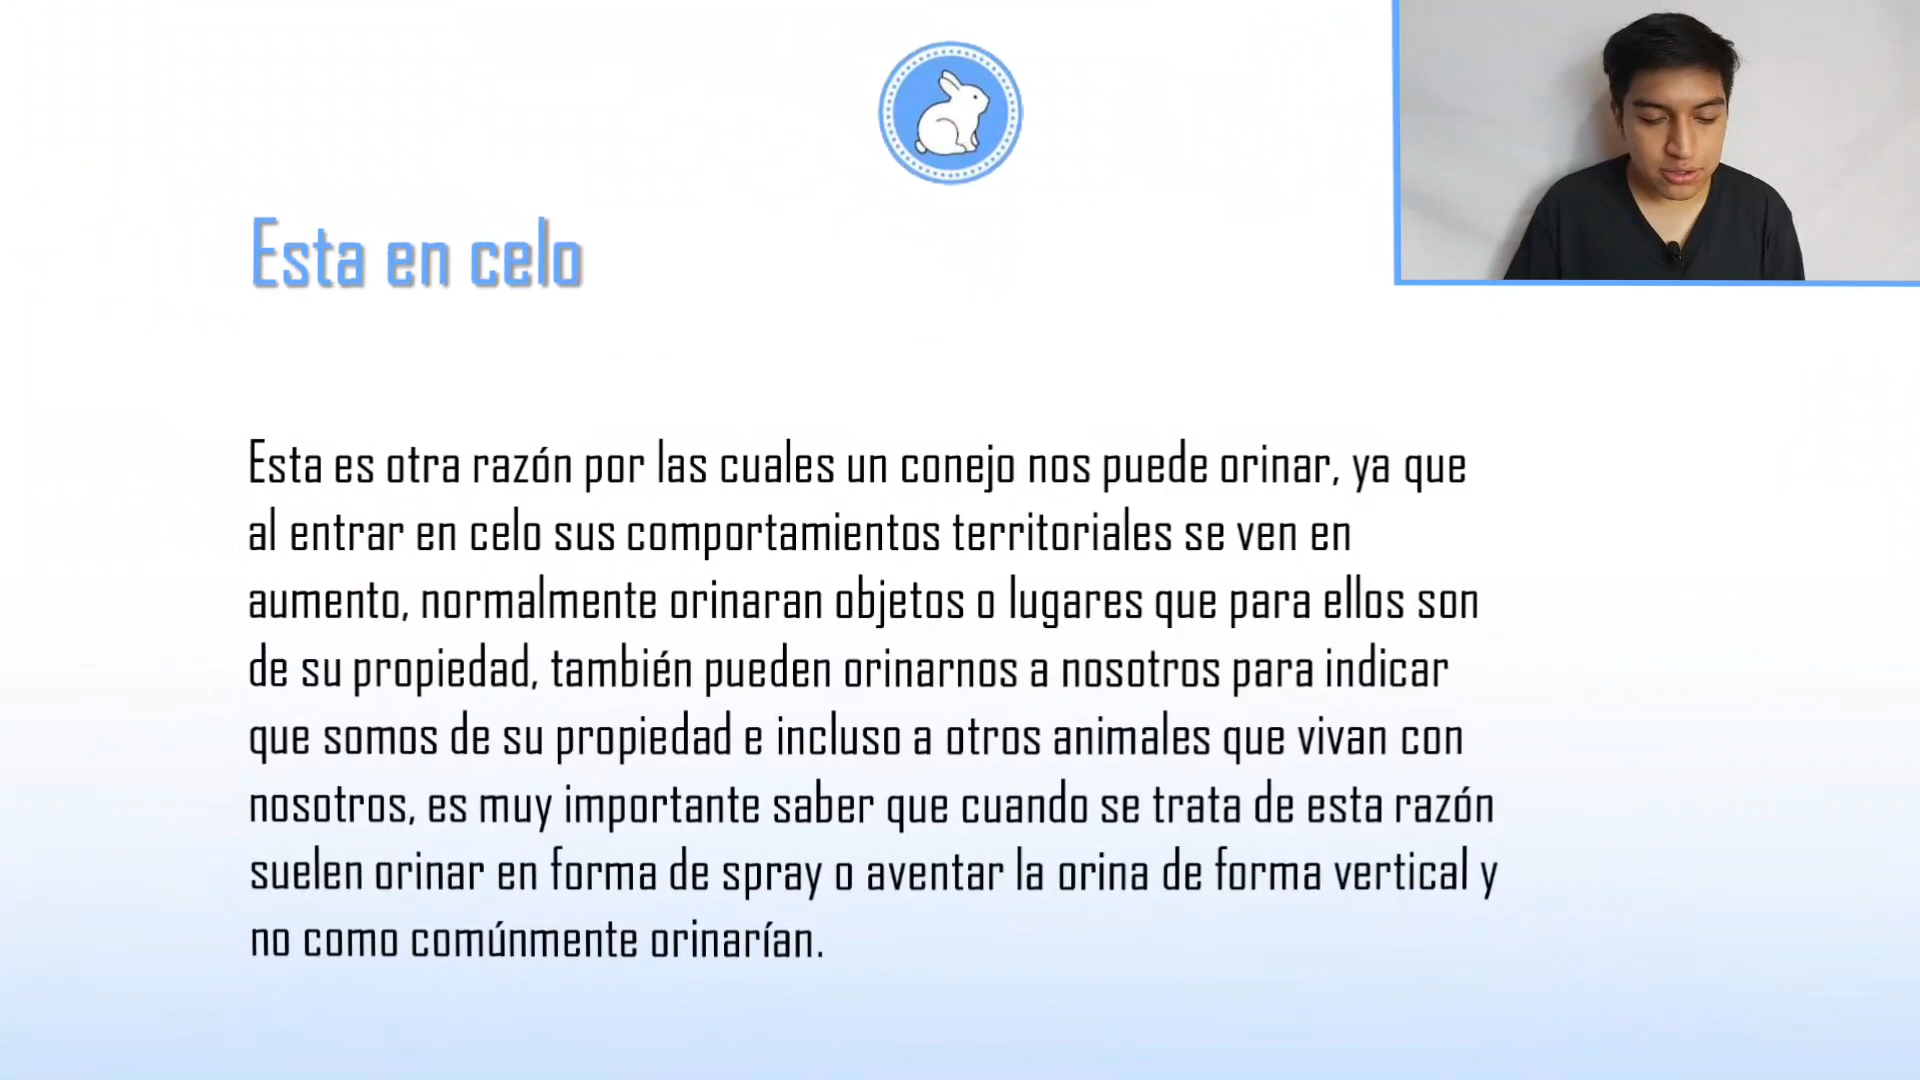 Esta en celo
Esta es otra razón por las cuales un conejo nos puede orinar, ya que
al entrar en celo sus comportamientos territoriales se ven en
aumento, normalmente orinaran objetos o lugares que para ellos son
de su propiedad, también pueden orinarnos a nosotros para indicar
que somos de su propiedad e incluso a otros animales que vivan con
nosotros, es muy importante saber que cuando se trata de esta razón
suelen orinar en forma de spray o aventar la orina de forma vertical y
no como comúnmente orinarían.